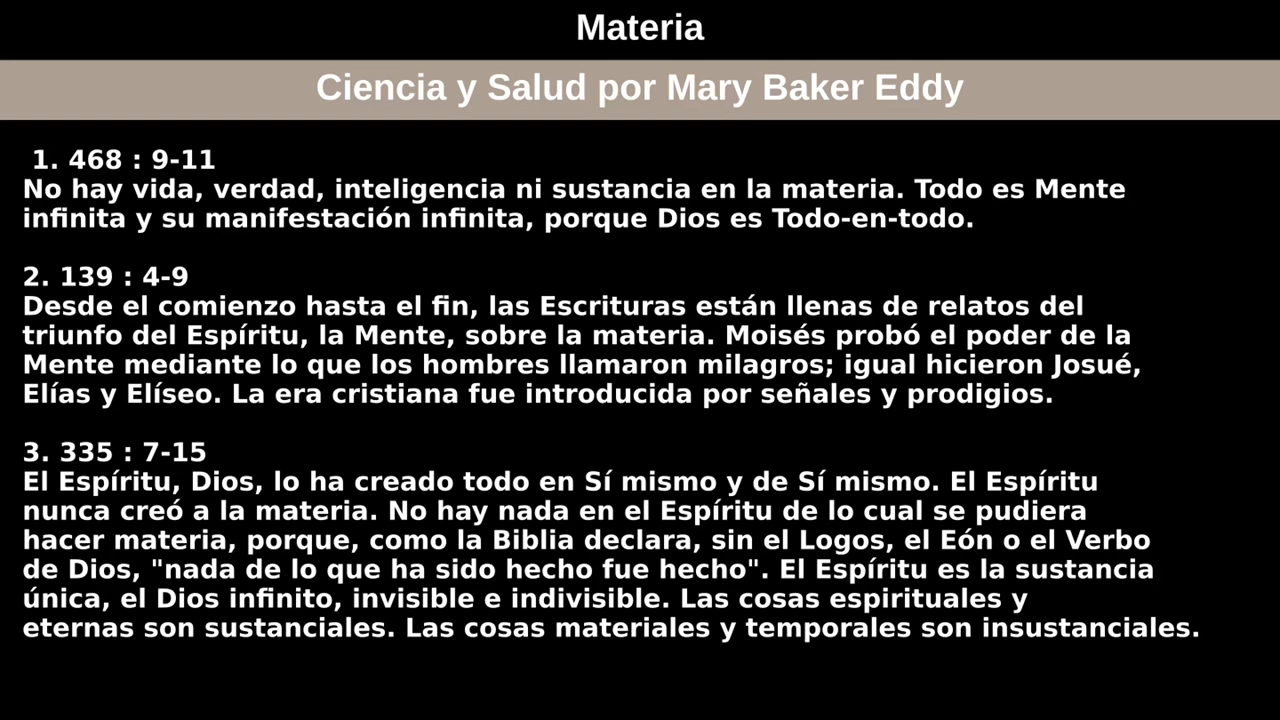 Materia
Ciencia y Salud por Mary Baker Eddy
1. 468 : 9-11
No hay vida, verdad, inteligencia ni sustancia en la materia. Todo es Mente
infinita y su manifestación infinita, porque Dios es Todo-en-todo.
2. 139 : 4-9
Desde el comienzo hasta el fin, las Escrituras están llenas de relatos del
triunfo del Espíritu, la Mente, sobre la materia. Moisés probó el poder de la
Mente mediante lo que los hombres llamaron milagros; igual hicieron Josué,
Elías y Elíseo. La era cristiana fue introducida por señales y prodigios.
3. 335 : 7-15
El Espíritu, Dios, lo ha creado todo en Sí mismo y de Sí mismo. El Espíritu
nunca creó a la materia. No hay nada en el Espíritu de lo cual se pudiera
hacer materia, porque, como la Biblia declara, sin el Logos, el Eón o el Verbo
de Dios, "nada de lo que ha sido hecho fue hecho". El Espíritu es la sustancia
única, el Dios infinito, invisible e indivisible. Las cosas espirituales y
eternas son sustanciales. Las cosas materiales y temporales son insustanciales.